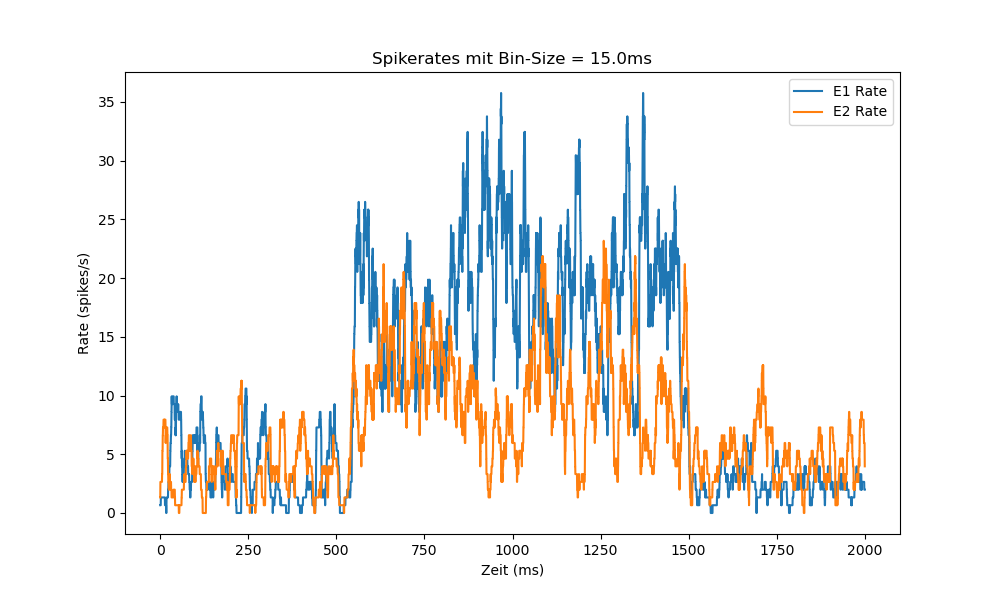 Spikerates mit Bin-Size = 15.0ms
E1 Rate
E2 Rate
Rate (spikes/s)
35
30
25
20
15
10
5
0
0 250 500 750 1000 1250 1500 1750 2000
Zeit (ms)